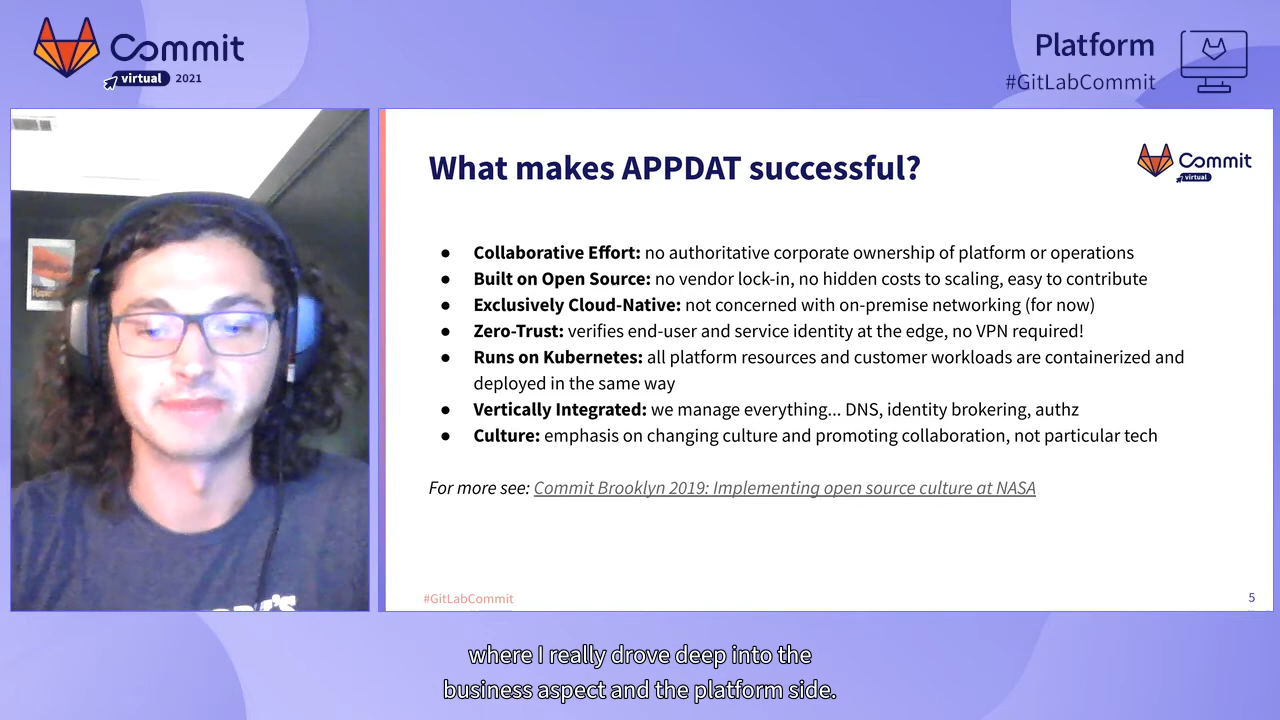 Commit
virtual 2021
Platform
#GitLabCommit
What makes APPDAT successful?
Commit
virtual
● Collaborative Effort: no authoritative corporate ownership of platform or operations
● Built on Open Source: no vendor lock-in, no hidden costs to scaling, easy to contribute
● Exclusively Cloud-Native: not concerned with on-premise networking (for now)
● Zero-Trust: verifies end-user and service identity at the edge, no VPN required!
● Runs on Kubernetes: all platform resources and customer workloads are containerized and
deployed in the same way
● Vertically Integrated: we manage everything... DNS, identity brokering, authz
● Culture: emphasis on changing culture and promoting collaboration, not particular tech
For more see: Commit Brooklyn 2019: Implementing open source culture at NASA
#GitLabCommit
5
where I really drove deep into the
business aspect and the platform side.